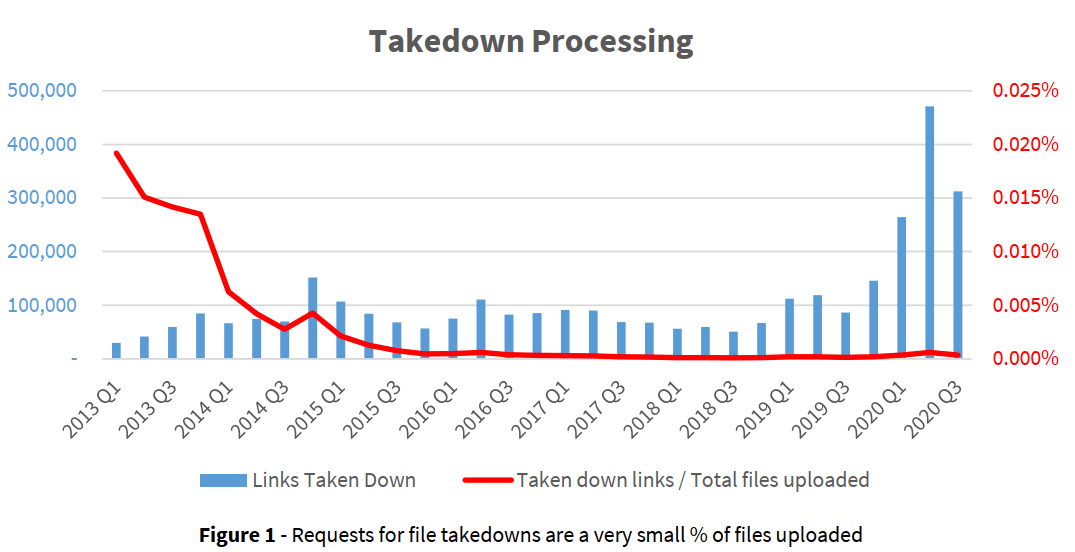 Takedown Processing
500,000
400,000
300,000
200,000
100,000
-
0.025%
0.020%
0.015%
0.010%
0.005%
0.000%
2013 Q1
2013 Q3
2014 Q1
2014 Q3
2015 Q1
2015 Q3
2016 Q1
2016 Q3
2017 Q1
2017 Q3
2018 Q1
2018 Q3
2019 Q1
2019 Q3
2020 Q1
2020 Q3
Links Taken Down
Taken down links / Total files uploaded
Figure 1 - Requests for file takedowns are a very small % of files uploaded